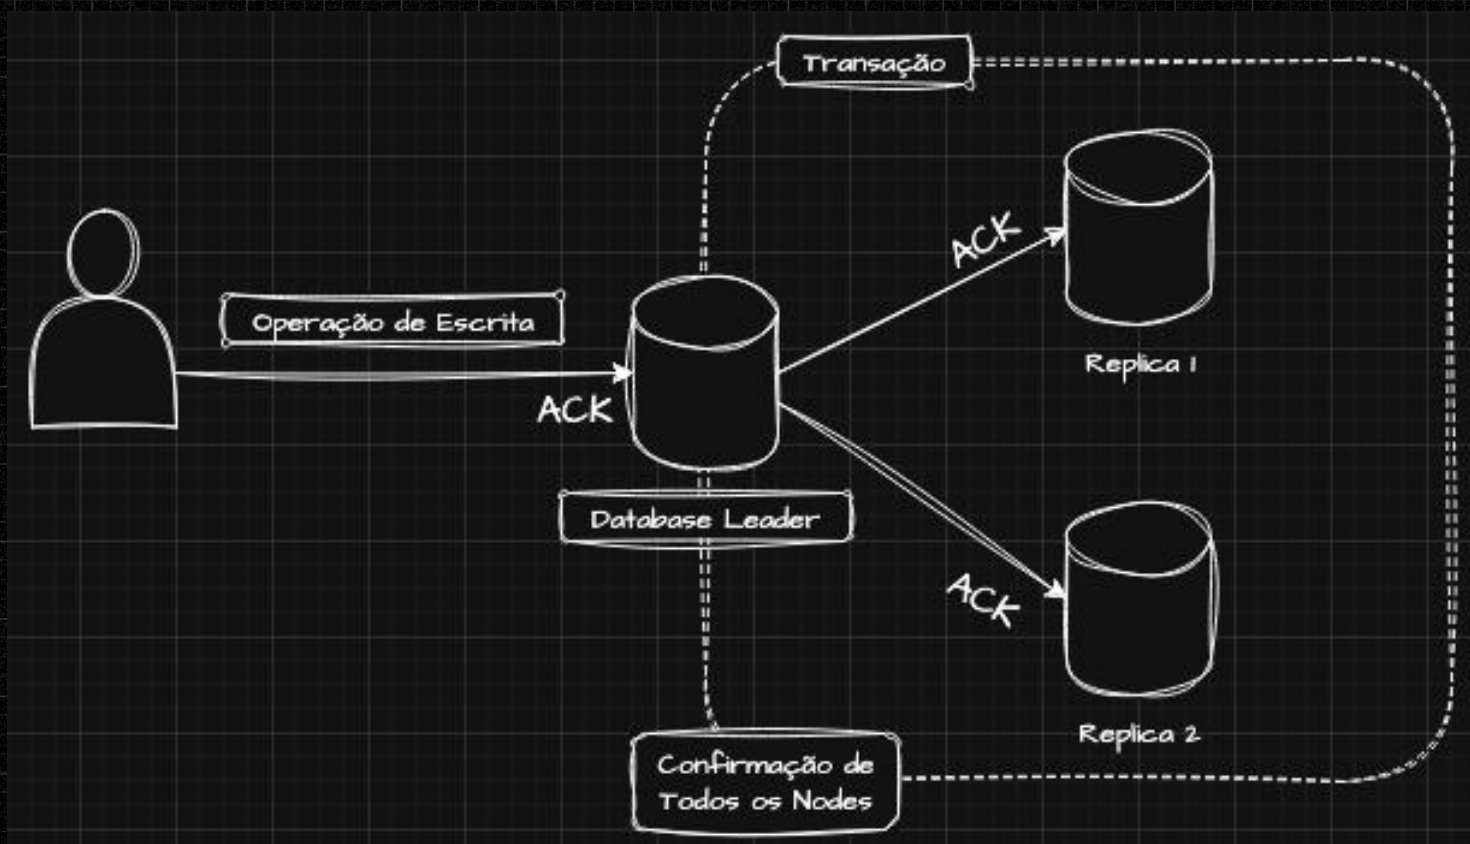 Transação
ACK
Replica 1
Operação de Escrita
ACK
Database Leader
ACK
Replica 2
Confirmação de
Todos os Nodes